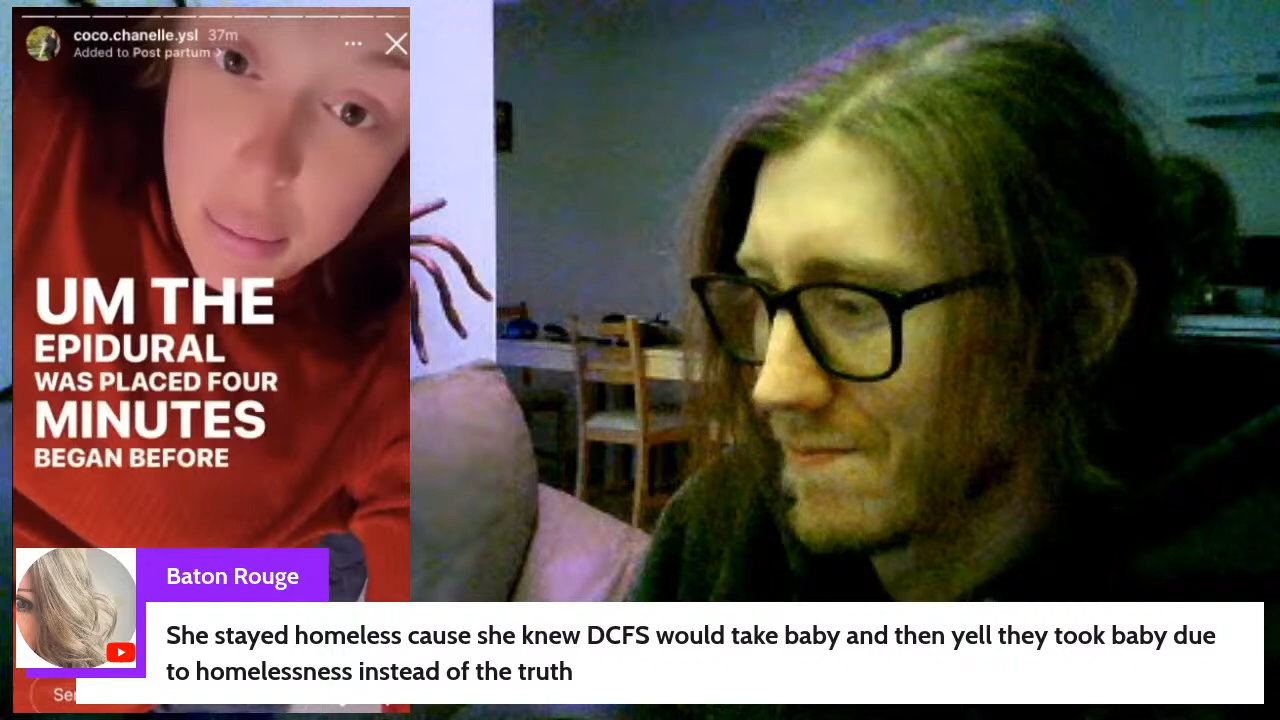 coco.chanelle.ysl 37m
Added to Post partum >
UM THE
EPIDURAL
WAS PLACED FOUR
MINUTES
BEGAN BEFORE
Baton Rouge
She stayed homeless cause she knew DCFS would take baby and then yell they took baby due
to homelessness instead of the truth